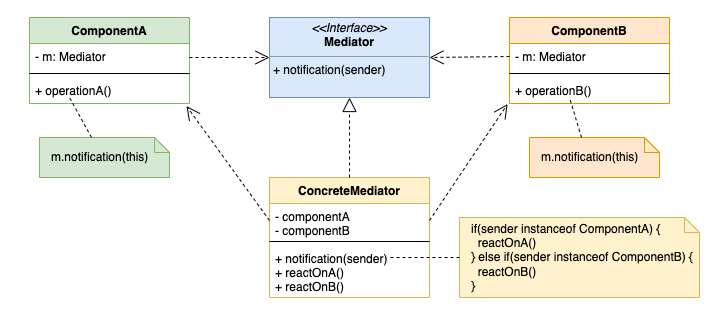 ComponentA
- m: Mediator
+ operationA()
m.notification(this)
<<Interface>>
Mediator
+ notification(sender)
ComponentB
- m: Mediator
+ operationB()
m.notification(this)
ConcreteMediator
- componentA
- componentB
+ notification(sender)
+ reactOnA()
+ reactOnB()
if(sender instanceof ComponentA) {
reactOnA()
} else if(sender instanceof ComponentB) {
reactOnB()
}